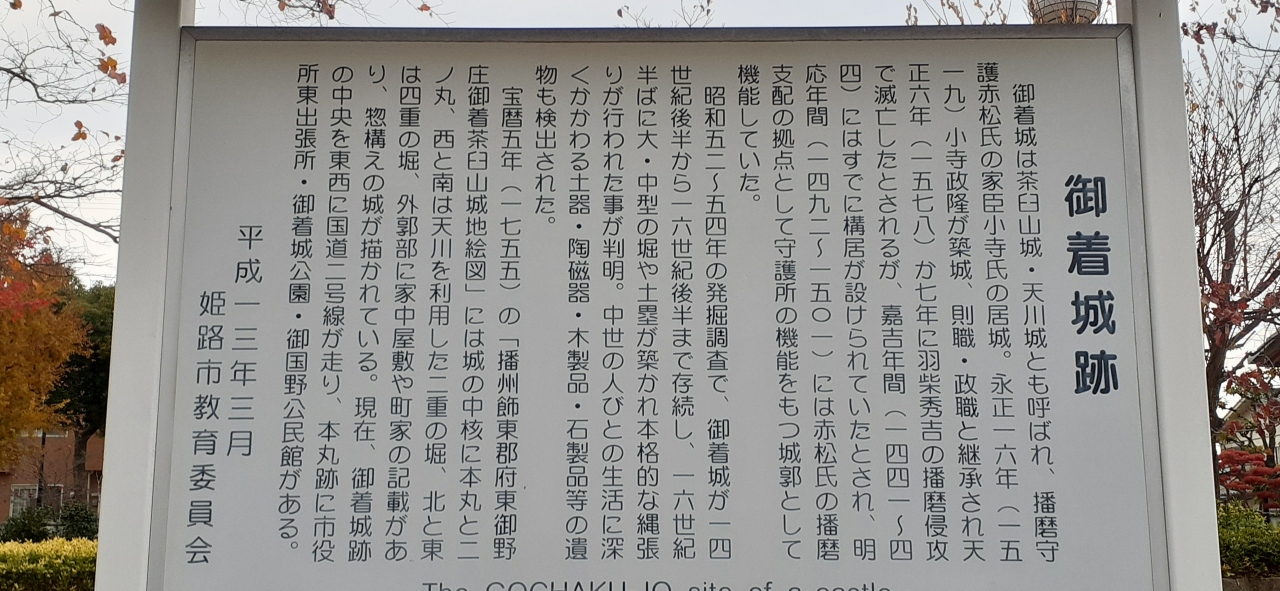 御着城跡
御着城は茶臼山城・天川城とも呼ばれ、播磨守
護赤松氏の家臣小寺氏の居城。永正一六年（一五
一九）小寺政隆が築城、則職・政職と継承され天
正六年（一五七八）か七年に羽柴秀吉の播磨侵攻
で滅亡したとされるが、嘉吉年間（一四四一〜四
四）にはすでに構居が設けられていたとされ、明
応年間（一四九二〜一五〇一）には赤松氏の播磨
支配の拠点として守護所の機能をもつ城郭として
機能していた。
昭和五二〜五四年の発掘調査で、御着城が一四
世紀後半から一六世紀後半まで存続し、一六世紀
半ばに大・中型の堀や土塁が築かれ本格的な縄張
りが行われた事が判明。中世の人びとの生活に深
くかかわる土器・陶磁器・木製品・石製品等の遺
物も検出された。
宝暦五年（一七五五）の「播州飾東郡府東御野
庄御着茶臼山城地絵図」には城の中核に本丸と二
ノ丸、西と南は天川を利用した二重の堀、北と東
は四重の堀、外郭部に家中屋敷や町家の記載があ
り、惣構えの城が描かれている。現在、御着城跡
の中央を東西に国道二号線が走り、本丸跡に市役
所東出張所・御着城公園・御国野公民館がある。
平成一三年三月
姫路市教育委員会
The GOCHAKU-JO site of a castle